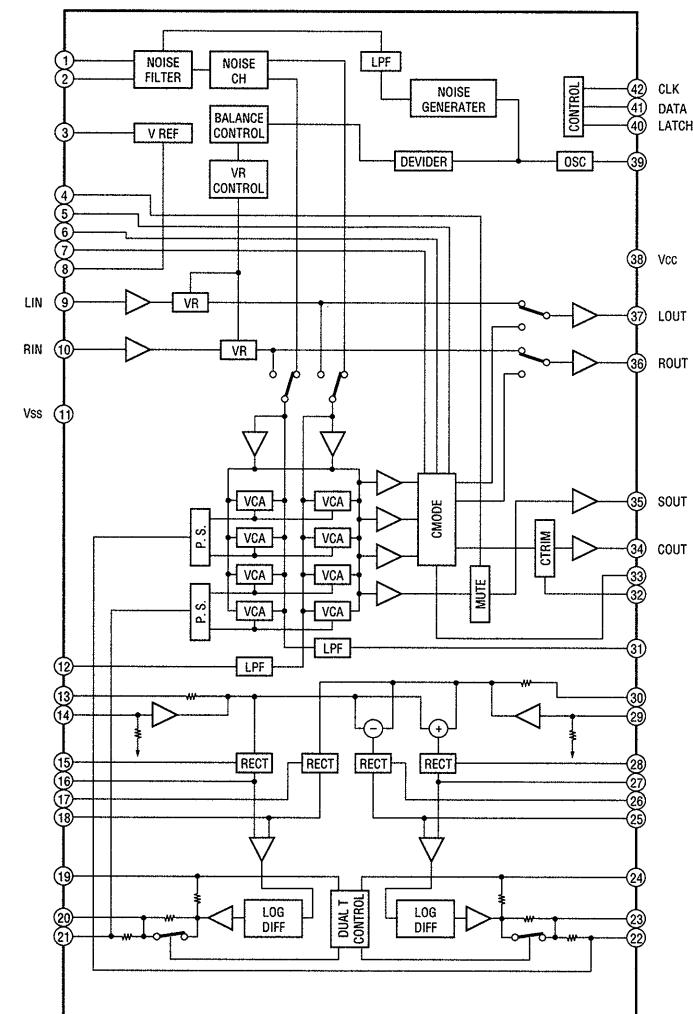 1
NOISE
FILTER
NOISE
CH
LPF
2
NOISE
GENERATER
CONTROL
42 CLK
41 DATA
40 LATCH
3
V REF
BALANCE
CONTROL
DEVIDER
OSC
39
VR
CONTROL
4
5
6
7
8
38 Vcc
LIN 9
VR
37 LOUT
RIN 10
VR
36 ROUT
Vss 11
P. S.
VCA
VCA
CMODE
35 SOUT
VCA
VCA
CTRIM
34 COUT
VCA
VCA
33
MUTE
32
P. S.
VCA
VCA
LPF
31
12
LPF
13
30
14
−
+
29
15
RECT
RECT
RECT
RECT
28
16
27
17
26
18
25
19
24
20
LOG
DIFF
DUAL T
CONTROL
LOG
DIFF
23
21
22